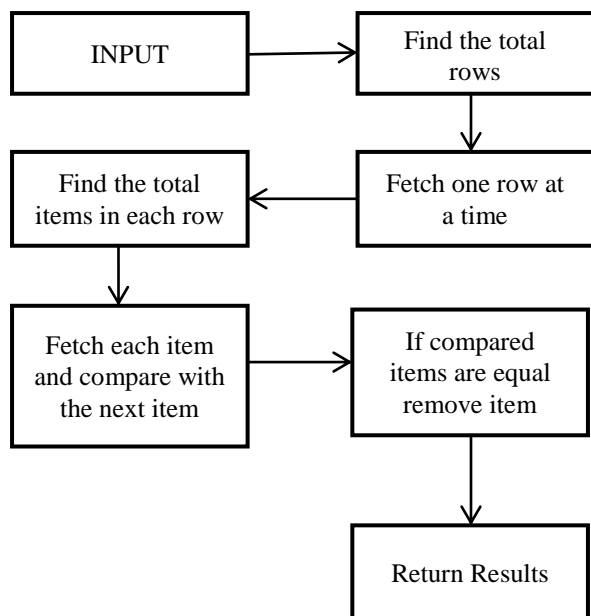 INPUT
Find the total
rows
Fetch one row at
a time
Find the total
items in each row
Fetch each item
and compare with
the next item
If compared
items are equal
remove item
Return Results